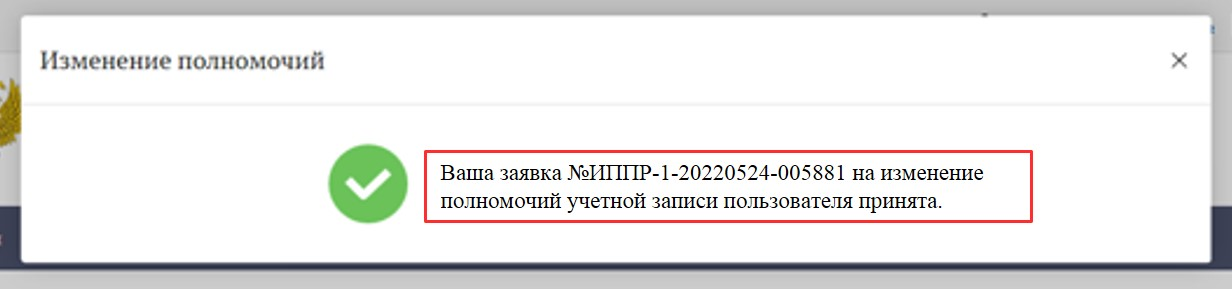 Изменение полномочий
Ваша заявка №ИППР-1-20220524-005881 на изменение
полномочий учетной записи пользователя принята.